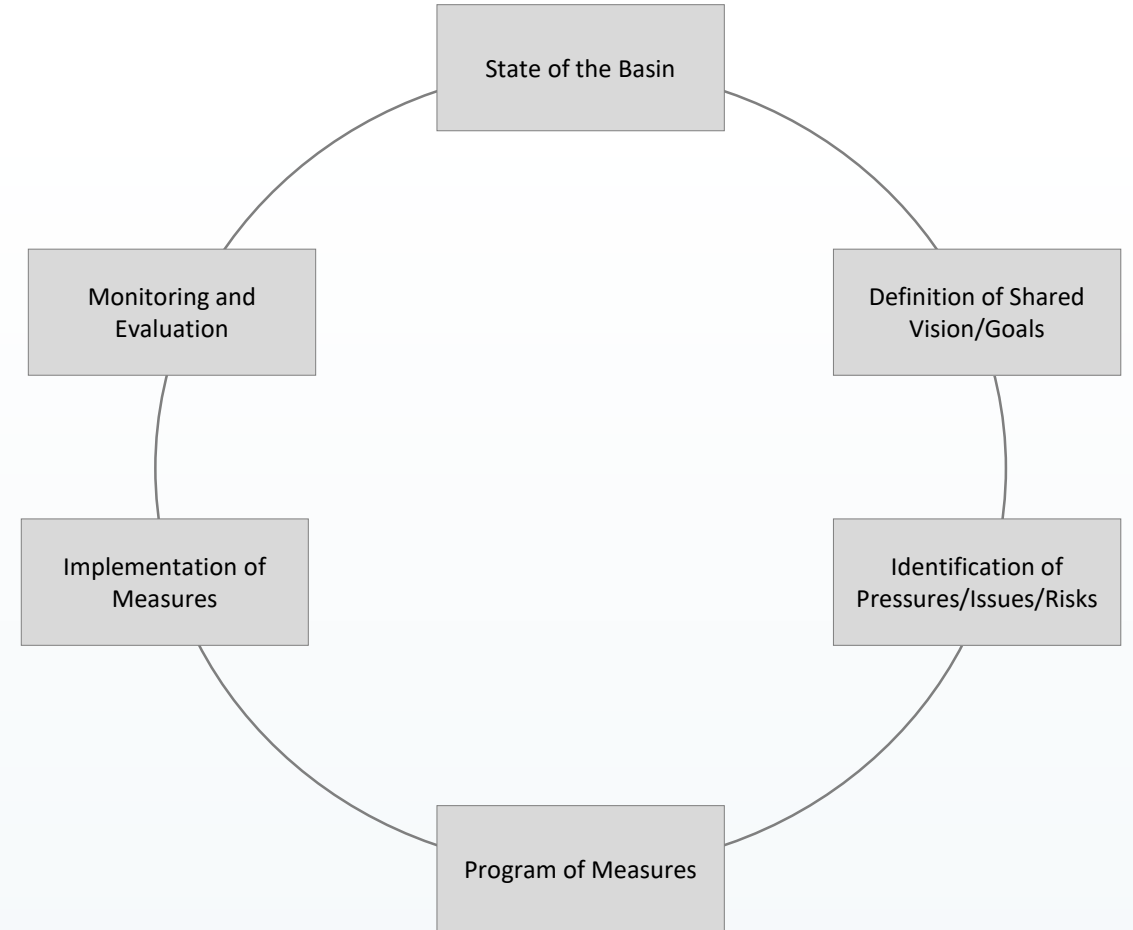 State of the Basin
Monitoring and
Evaluation
Definition of Shared
Vision/Goals
Implementation of
Measures
Identification of
Pressures/Issues/Risks
Program of Measures